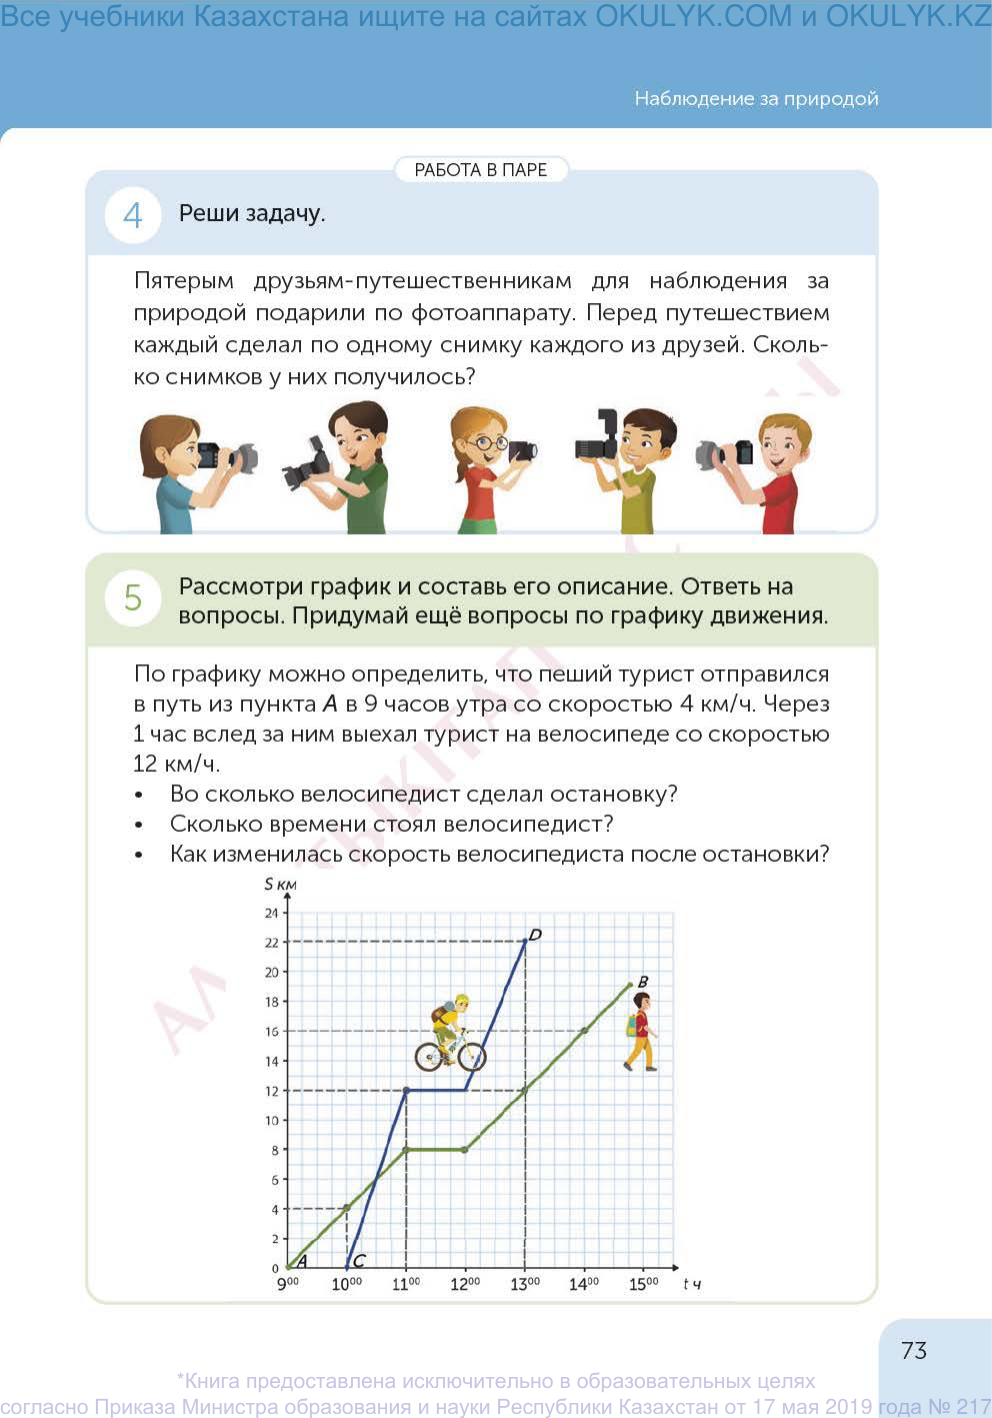 Все учебники Казахстана ищите на сайтах OKULYK.COM и OKULYK.KZ
Наблюдение за природой
РАБОТА В ПАРЕ
4
Реши задачу.
Пятерым друзьям-путешественникам для наблюдения за
природой подарили по фотоаппарату. Перед путешествием
каждый сделал по одному снимку каждого из друзей. Сколь-
ко снимков у них получилось?
5
Рассмотри график и составь его описание. Ответь на
вопросы. Придумай ещё вопросы по графику движения.
По графику можно определить, что пеший турист отправился
в путь из пункта А в 9 часов утра со скоростью 4 км/ч. Через
1 час вслед за ним выехал турист на велосипеде со скоростью
12 км/ч.
• Во сколько велосипедист сделал остановку?
• Сколько времени стоял велосипедист?
• Как изменилась скорость велосипедиста после остановки?
S км
24
22
20
18
16
14
12
10
8
6
4
2
0
D
B
A
C
9⁰⁰ 10⁰⁰ 11⁰⁰ 12⁰⁰ 13⁰⁰ 14⁰⁰ 15⁰⁰ t ч
73
*Книга предоставлена исключительно в образовательных целях
согласно Приказа Министра образования и науки Республики Казахстан от 17 мая 2019 года № 217